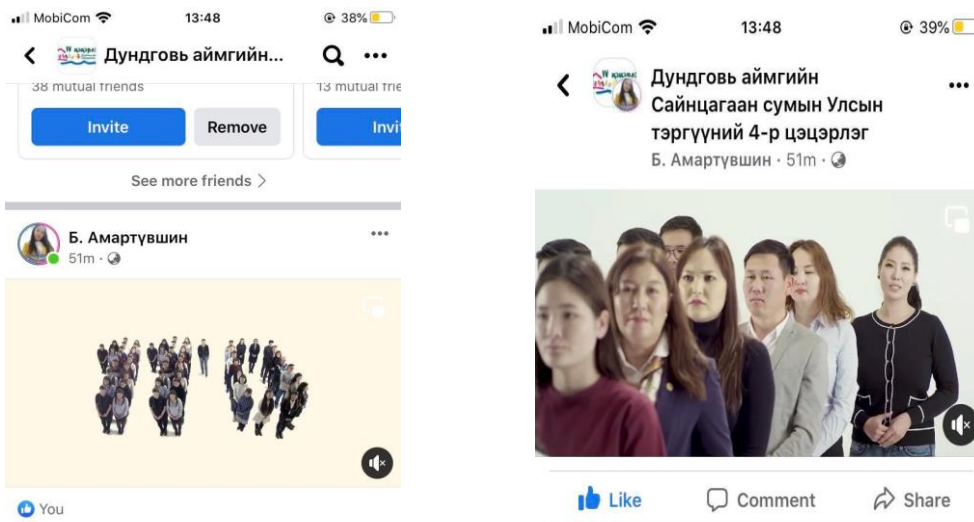 MobiCom
13:48
38%
Дундговь аймгийн...
38 mutual friends
13 mutual frie
Invite
Remove
Invi
See more friends >
Б. Амартүвшин
51m ·
You
MobiCom
13:48
39%
Дундговь аймгийн
Сайнцагаан сумын Улсын
тэргүүний 4-р цэцэрлэг
Б. Амартүвшин · 51m ·
Like
Comment
Share